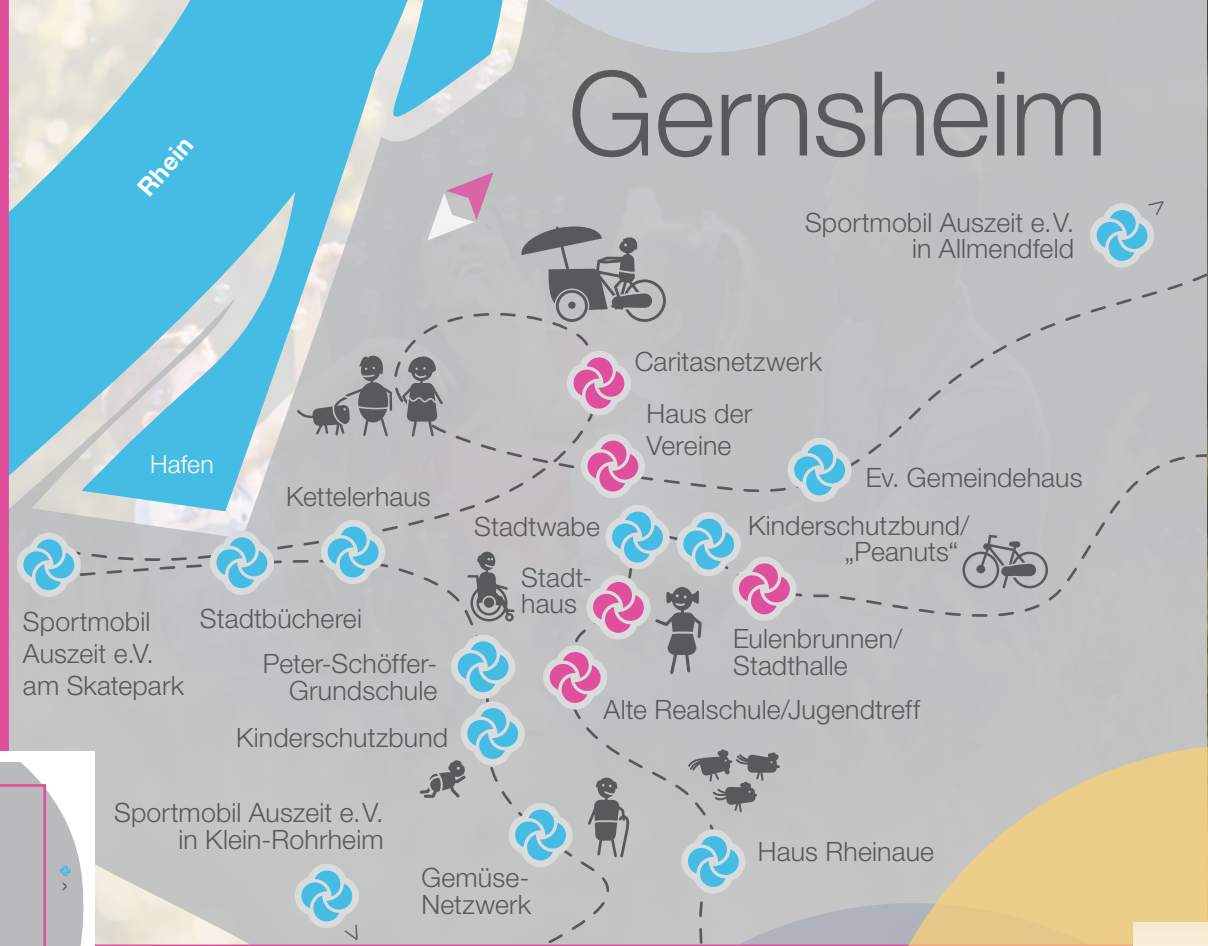 Gernsheim
Rhein
Sportmobil Auszeit e.V.
in Allmendfeld
Caritasnetzwerk
Haus der
Vereine
Hafen
Ev. Gemeindehaus
Kettelerhaus
Stadtwabe
Kinderschutzbund/
„Peanuts“
Stadt-
haus
Sportmobil
Auszeit e.V.
am Skatepark
Stadtbücherei
Eulenbrunnen/
Stadthalle
Peter-Schöffer-
Grundschule
Alte Realschule/Jugendtreff
Kinderschutzbund
Sportmobil Auszeit e.V.
in Klein-Rohrheim
Haus Rheinaue
Gemüse-
Netzwerk